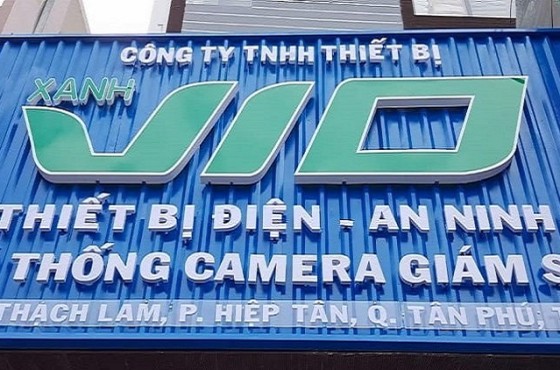 CÔNG TY TNHH THIẾT BỊ
XANH
VIO
THIẾT BỊ ĐIỆN - AN NINH
THỐNG CAMERA GIÁM S
THẠCH LAM, P. HIỆP TÂN, Q. TÂN PHÚ, T